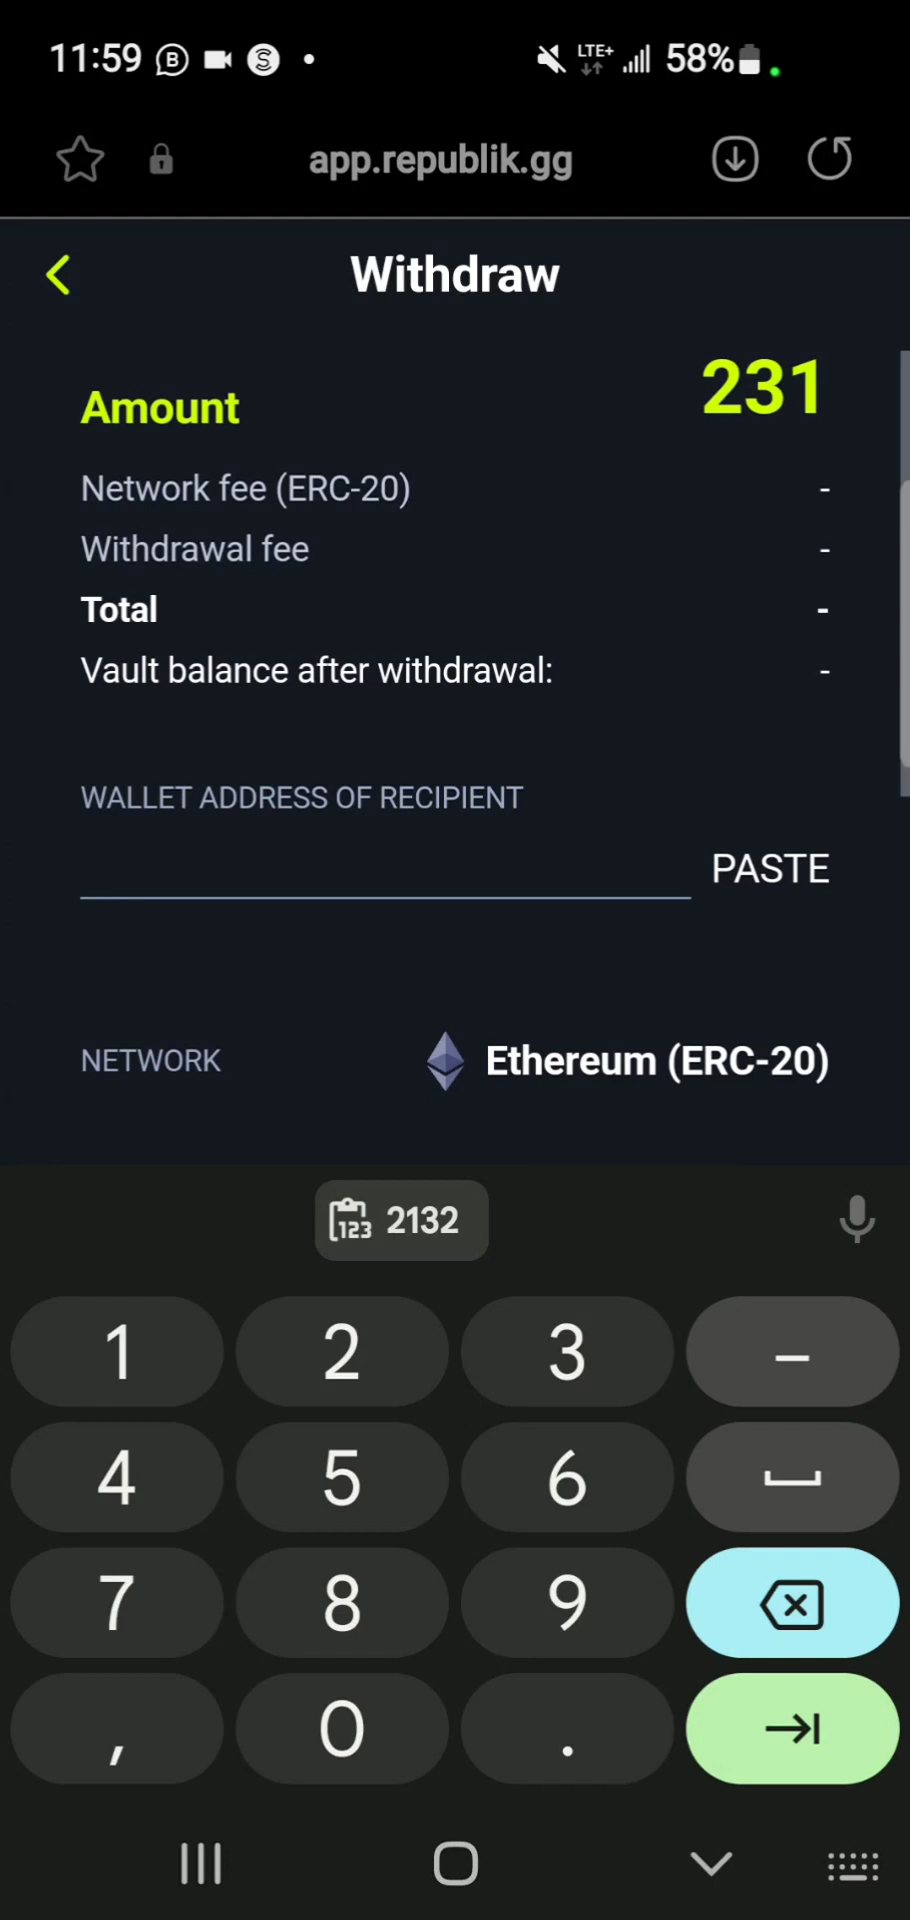 11:59 LTE+ 58%
app.republik.gg
Withdraw
Amount 231
Network fee (ERC-20) -
Withdrawal fee -
Total -
Vault balance after withdrawal: -
WALLET ADDRESS OF RECIPIENT
PASTE
NETWORK Ethereum (ERC-20)
123 2132
1 2 3 –
4 5 6
7 8 9
, 0 .